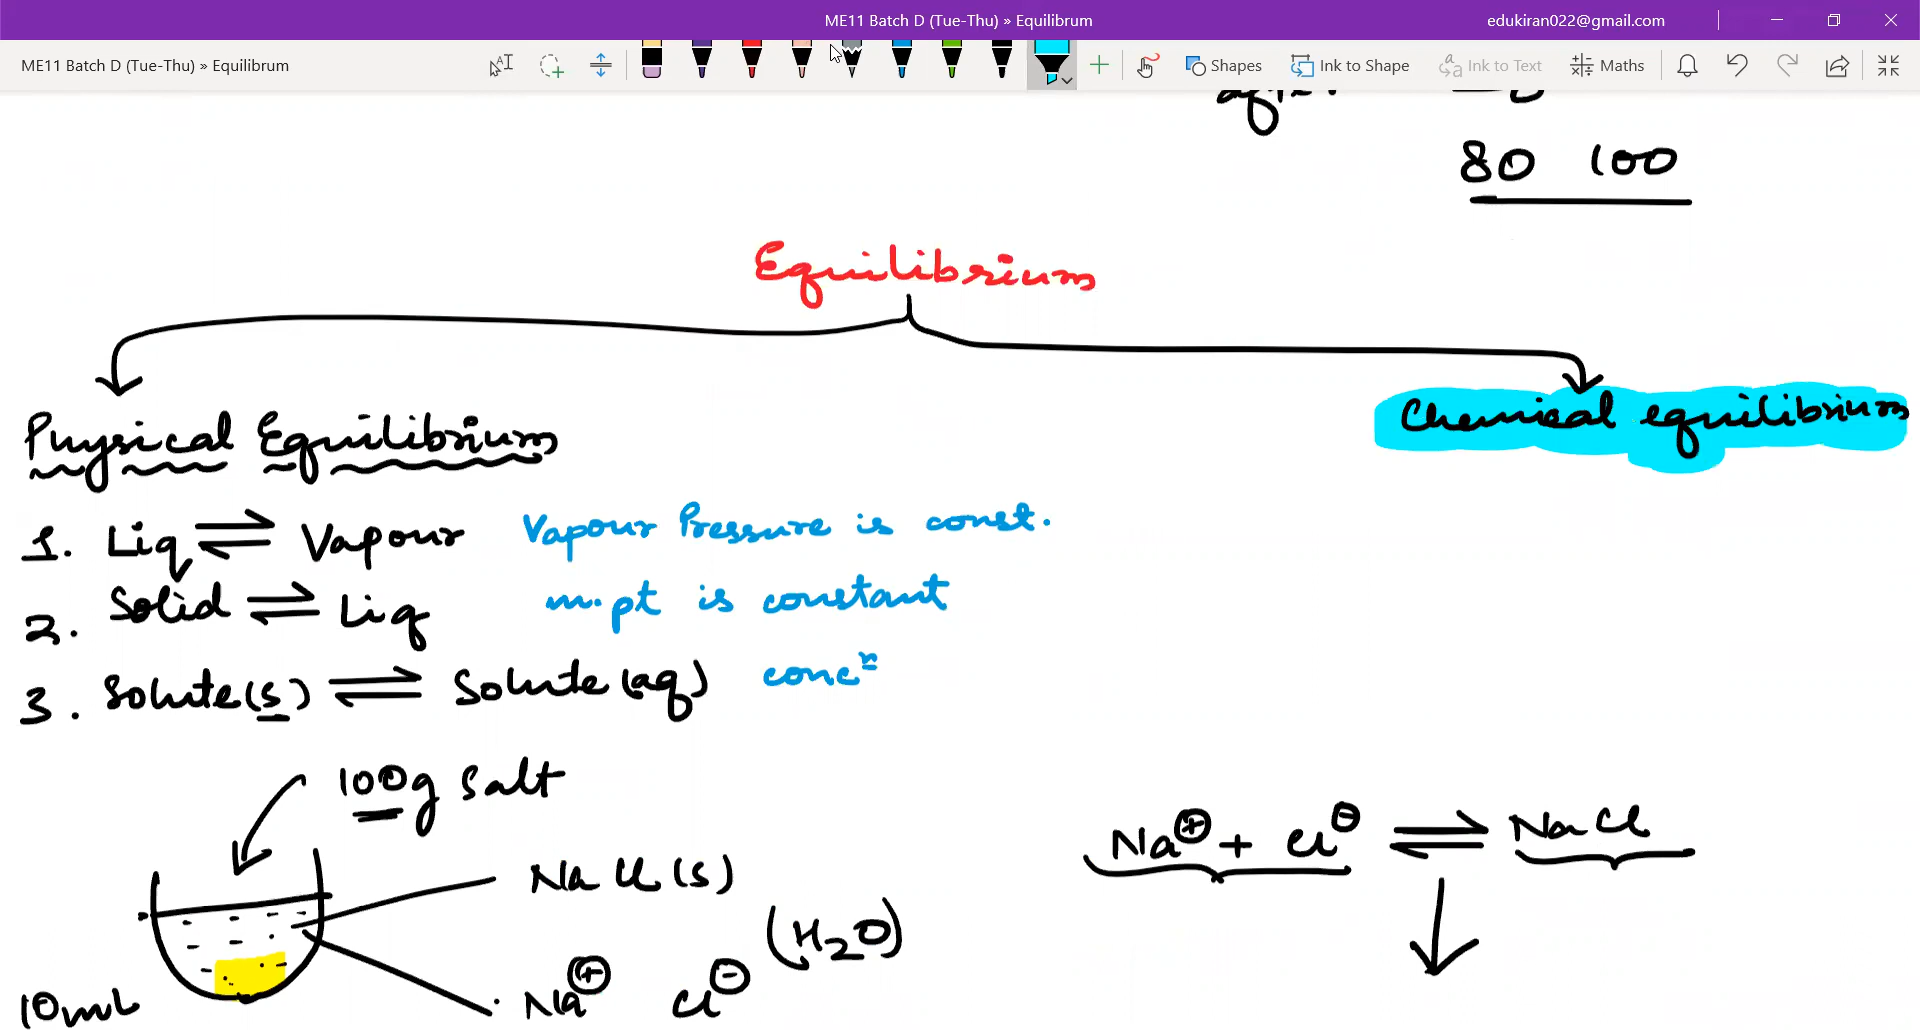 ME11 Batch D (Tue-Thu) » Equilibrum
edukiran022@gmail.com
ME11 Batch D (Tue-Thu) » Equilibrum
Shapes
Ink to Shape
Ink to Text
Maths
80 100
Equilibrium
Physical Equilibrium
Chemical equilibrium
1. Liq ⇌ Vapour Vapour Pressure is const.
2. Solid ⇌ Liq m.pt is constant
3. Solute(s) ⇌ Solute(aq) concⁿ
100g Salt
Na⊕ + Cl⊖ ⇌ NaCl
NaCl(s)
(H₂O)
10mL
Na⊕ Cl⊖